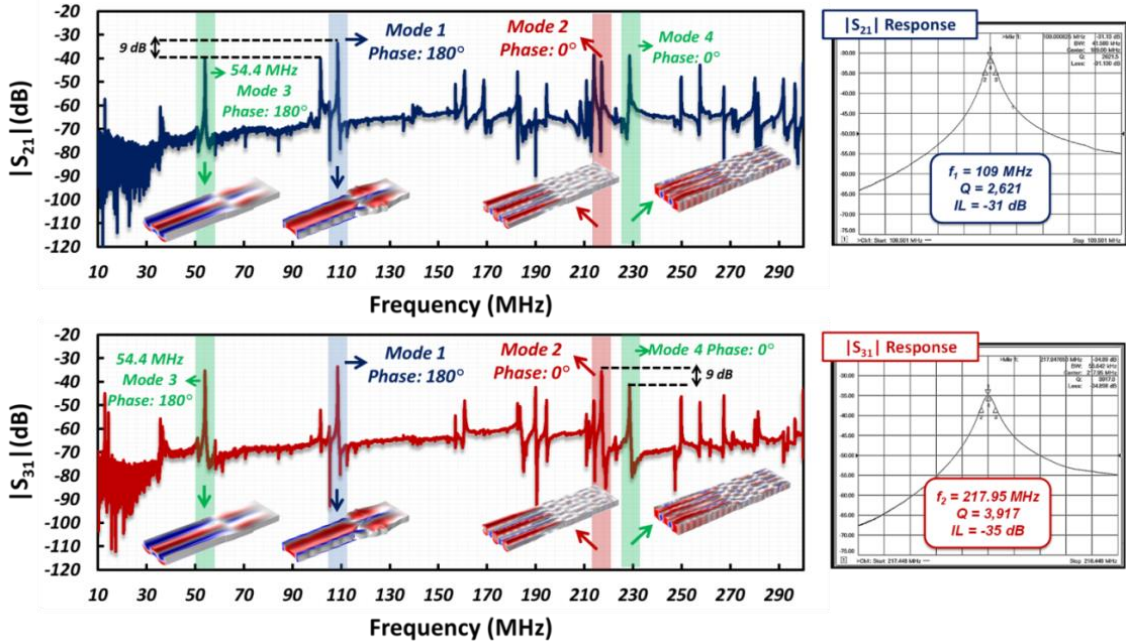 -20
-30
-40
-50
-60
-70
-80
-90
-100
-110
-120
|S21|(dB)
9 dB
54.4 MHz
Mode 3
Phase: 180°
Mode 1
Phase: 180°
Mode 2
Phase: 0°
Mode 4
Phase: 0°
10 30 50 70 90 110 130 150 170 190 210 230 250 270 290
Frequency (MHz)
|S21| Response
f1 = 109 MHz
Q = 2,621
IL = -31 dB
-20
-30
-40
-50
-60
-70
-80
-90
-100
-110
-120
|S31|(dB)
54.4 MHz
Mode 3
Phase: 180°
Mode 1
Phase: 180°
Mode 2
Phase: 0°
Mode 4 Phase: 0°
9 dB
10 30 50 70 90 110 130 150 170 190 210 230 250 270 290
Frequency (MHz)
|S31| Response
f2 = 217.95 MHz
Q = 3,917
IL = -35 dB